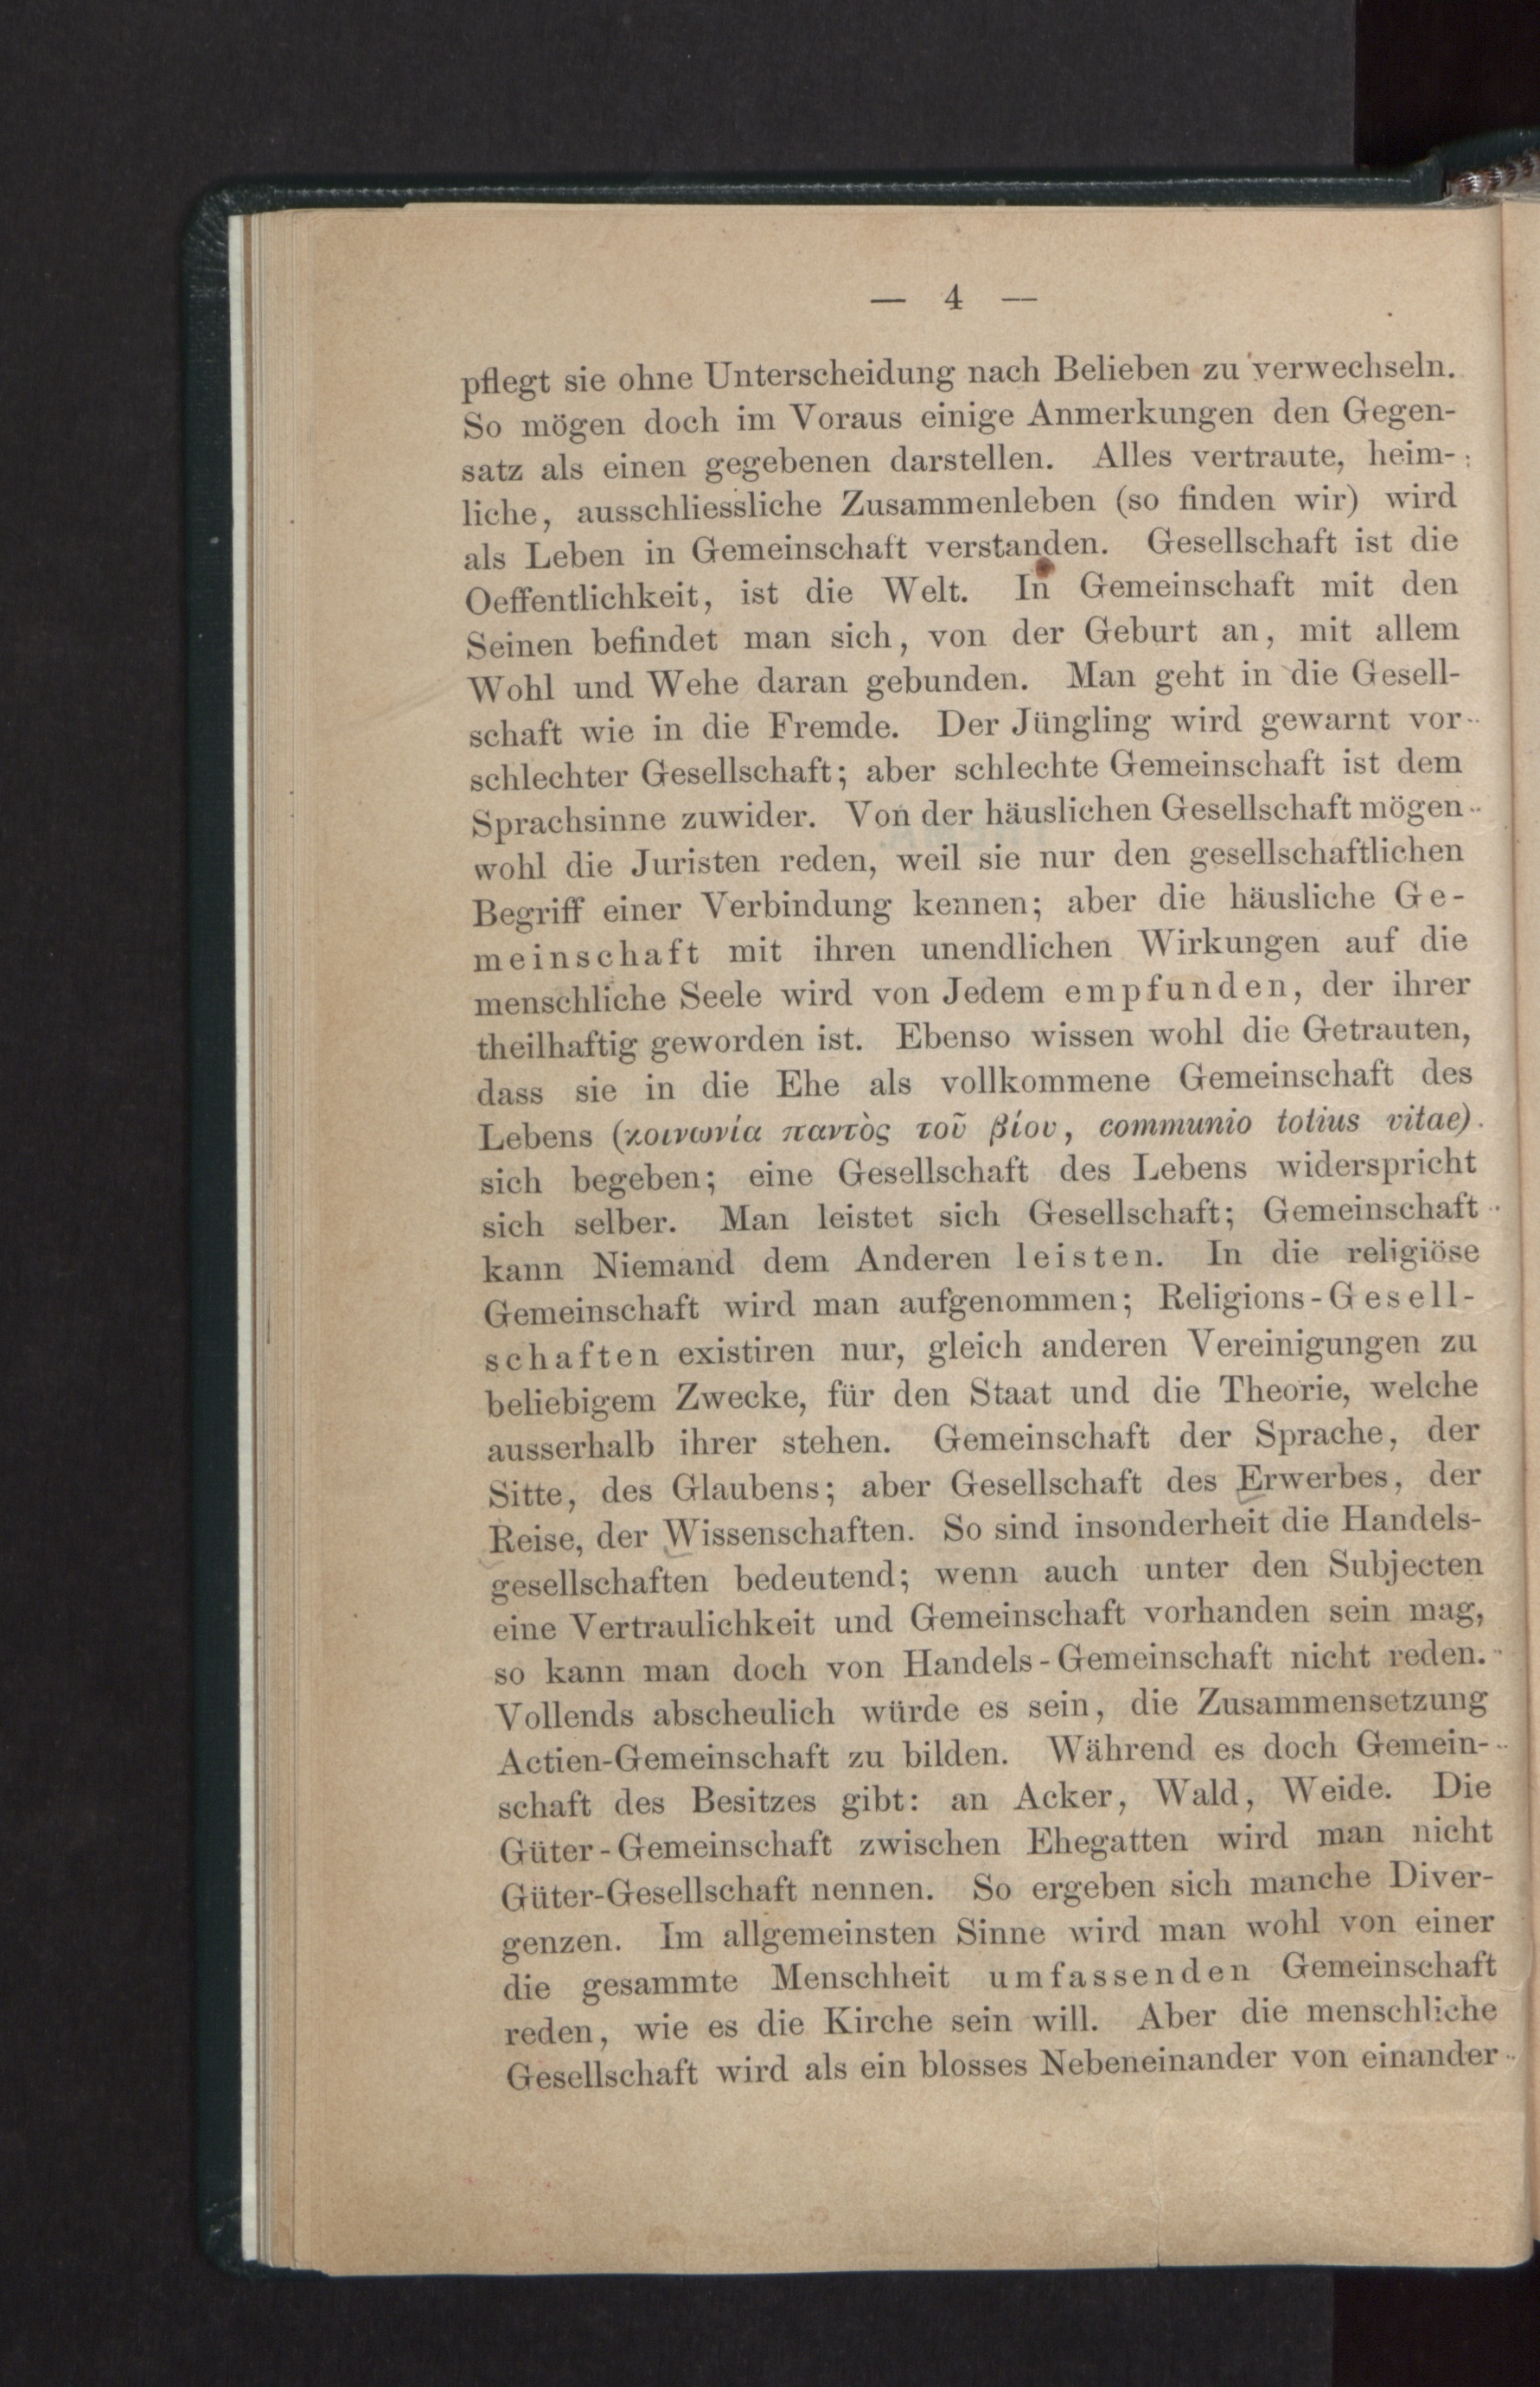 — 4 —
pflegt sie ohne Unterscheidung nach Belieben zu verwechseln.
So mögen doch im Voraus einige Anmerkungen den Gegen-
satz als einen gegebenen darstellen. Alles vertraute, heim-
liche, ausschliessliche Zusammenleben (so finden wir) wird
als Leben in Gemeinschaft verstanden. Gesellschaft ist die
Oeffentlichkeit, ist die Welt. In Gemeinschaft mit den
Seinen befindet man sich, von der Geburt an, mit allem
Wohl und Wehe daran gebunden. Man geht in die Gesell-
schaft wie in die Fremde. Der Jüngling wird gewarnt vor
schlechter Gesellschaft; aber schlechte Gemeinschaft ist dem
Sprachsinne zuwider. Von der häuslichen Gesellschaft mögen
wohl die Juristen reden, weil sie nur den gesellschaftlichen
Begriff einer Verbindung kennen; aber die häusliche Ge-
meinschaft mit ihren unendlichen Wirkungen auf die
menschliche Seele wird von Jedem empfunden, der ihrer
theilhaftig geworden ist. Ebenso wissen wohl die Getrauten,
dass sie in die Ehe als vollkommene Gemeinschaft des
Lebens (κοινωνία παντὸς τοῦ βίου, communio totius vitae)
sich begeben; eine Gesellschaft des Lebens widerspricht
sich selber. Man leistet sich Gesellschaft; Gemeinschaft
kann Niemand dem Anderen leisten. In die religiöse
Gemeinschaft wird man aufgenommen; Religions-Gesell-
schaften existiren nur, gleich anderen Vereinigungen zu
beliebigem Zwecke, für den Staat und die Theorie, welche
ausserhalb ihrer stehen. Gemeinschaft der Sprache, der
Sitte, des Glaubens; aber Gesellschaft des Erwerbes, der
Reise, der Wissenschaften. So sind insonderheit die Handels-
gesellschaften bedeutend; wenn auch unter den Subjecten
eine Vertraulichkeit und Gemeinschaft vorhanden sein mag,
so kann man doch von Handels-Gemeinschaft nicht reden.
Vollends abscheulich würde es sein, die Zusammensetzung
Actien-Gemeinschaft zu bilden. Während es doch Gemein-
schaft des Besitzes gibt: an Acker, Wald, Weide. Die
Güter-Gemeinschaft zwischen Ehegatten wird man nicht
Güter-Gesellschaft nennen. So ergeben sich manche Diver-
genzen. Im allgemeinsten Sinne wird man wohl von einer
die gesammte Menschheit umfassenden Gemeinschaft
reden, wie es die Kirche sein will. Aber die menschliche
Gesellschaft wird als ein blosses Nebeneinander von einander